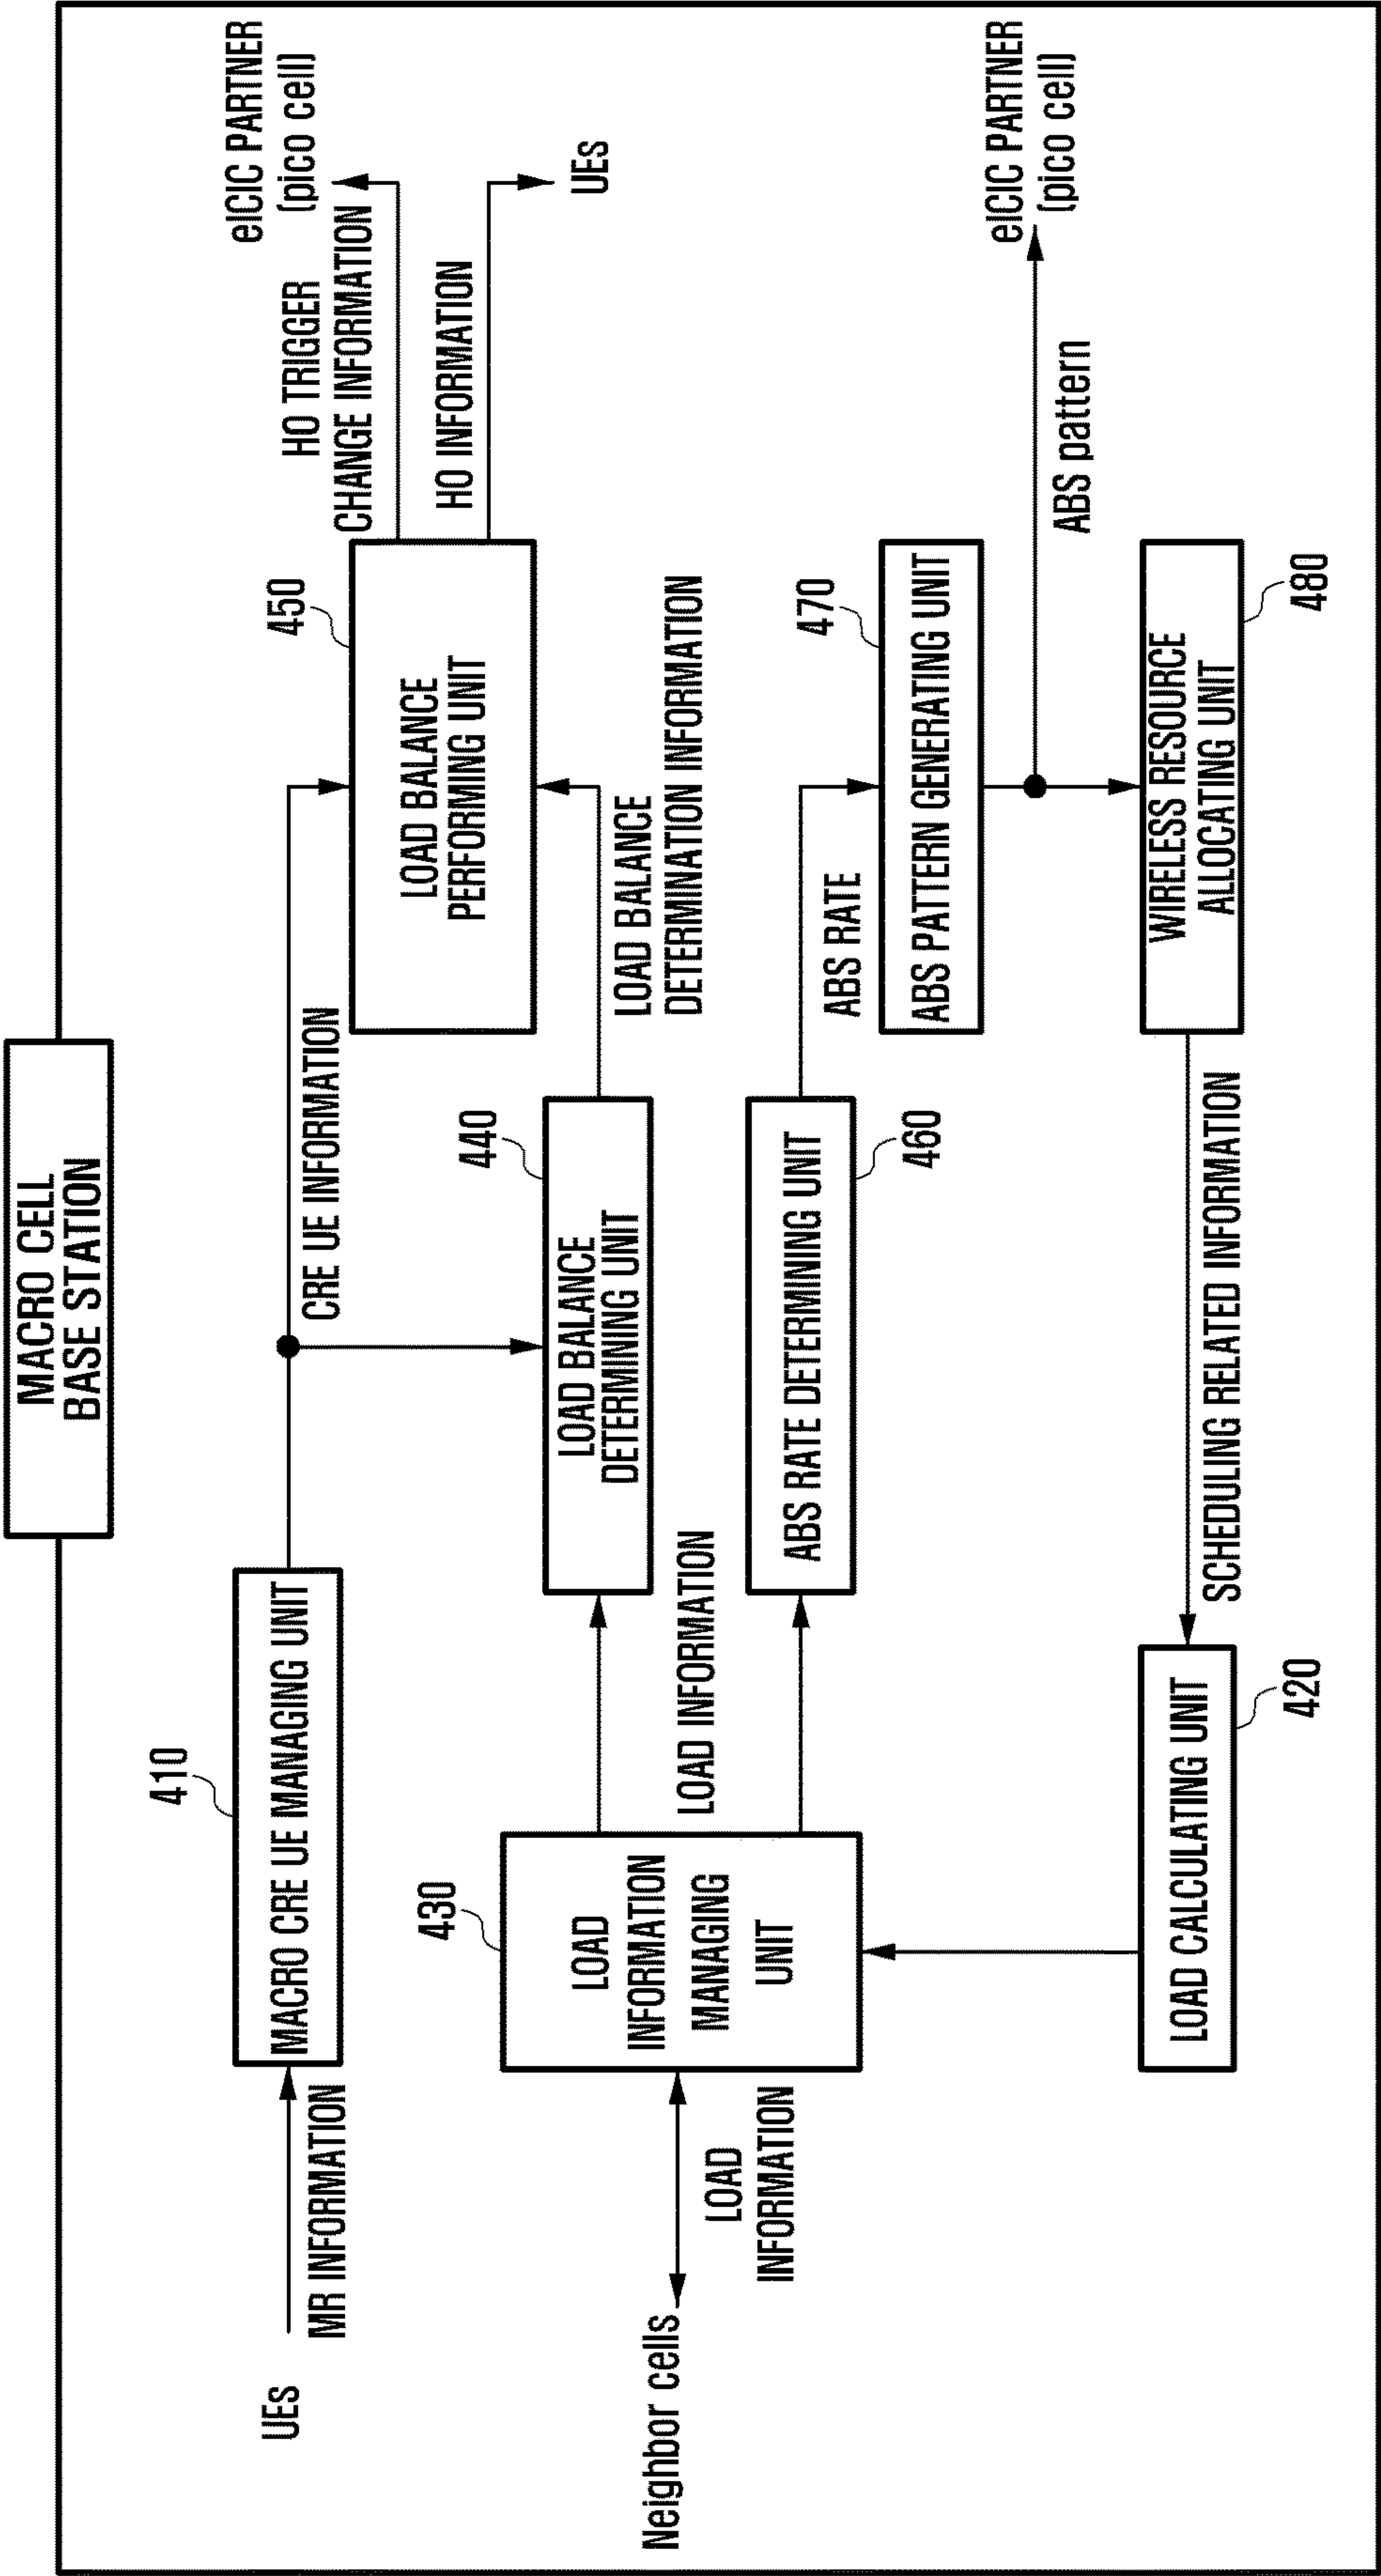 MACRO CELL
BASE STATION
UEs
MR INFORMATION
410
MACRO CRE UE MANAGING UNIT
CRE UE INFORMATION
450
LOAD BALANCE
PERFORMING UNIT
HO TRIGGER
CHANGE INFORMATION
eICIC PARTNER
(pico cell)
HO INFORMATION
UEs
Neighbor cells
LOAD
INFORMATION
430
LOAD
INFORMATION
MANAGING
UNIT
LOAD INFORMATION
440
LOAD BALANCE
DETERMINING UNIT
LOAD BALANCE
DETERMINATION INFORMATION
ABS RATE DETERMINING UNIT
460
ABS RATE
470
ABS PATTERN GENERATING UNIT
ABS pattern
eICIC PARTNER
(pico cell)
LOAD CALCULATING UNIT
420
SCHEDULING RELATED INFORMATION
WIRELESS RESOURCE
ALLOCATING UNIT
480